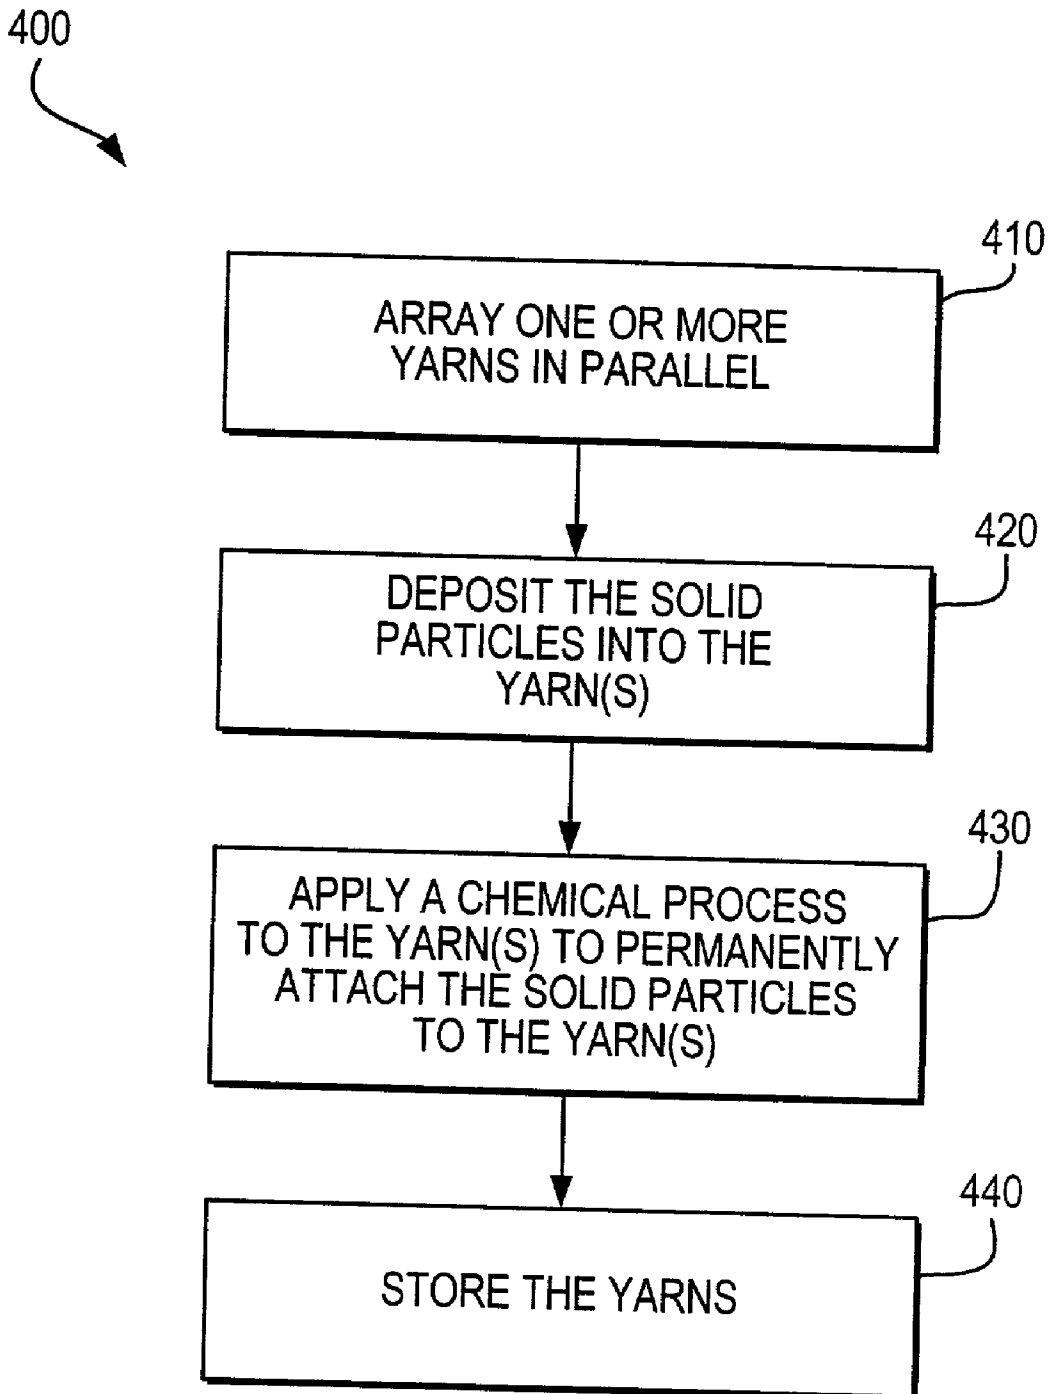 400
410
ARRAY ONE OR MORE
YARNS IN PARALLEL
420
DEPOSIT THE SOLID
PARTICLES INTO THE
YARN(S)
430
APPLY A CHEMICAL PROCESS
TO THE YARN(S) TO PERMANENTLY
ATTACH THE SOLID PARTICLES
TO THE YARN(S)
440
STORE THE YARNS